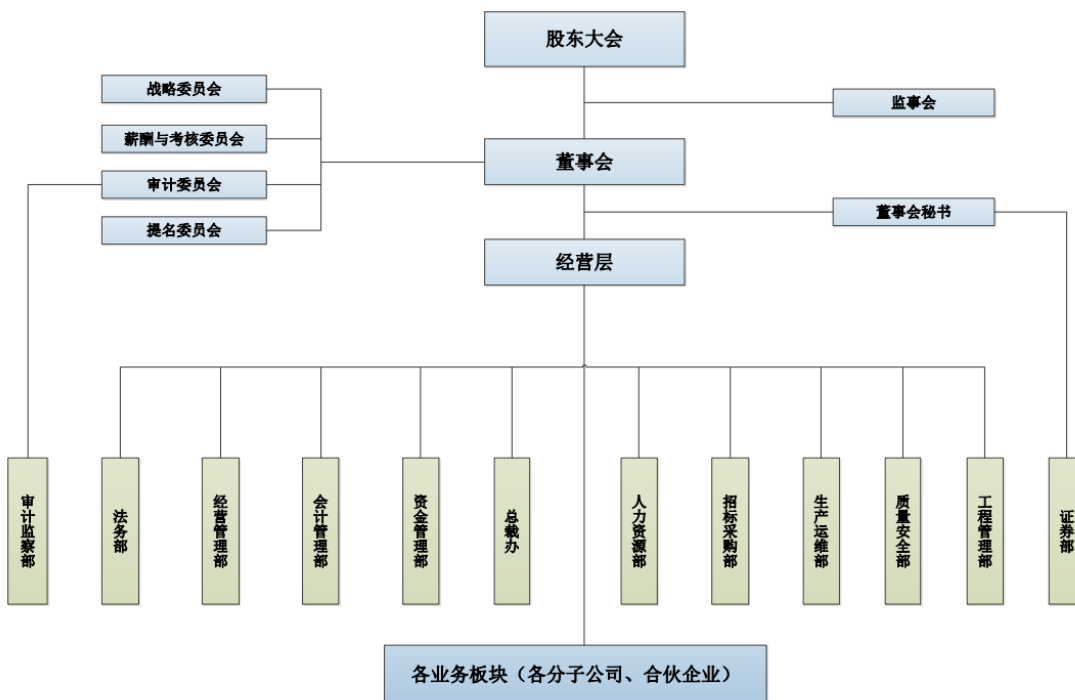 股东大会
战略委员会
监事会
薪酬与考核委员会
董事会
审计委员会
董事会秘书
提名委员会
经营层
审计监察部
法务部
经营管理部
会计管理部
资金管理部
总裁办
人力资源部
招标采购部
生产运维部
质量安全部
工程管理部
证券部
各业务板块（各分子公司、合伙企业）